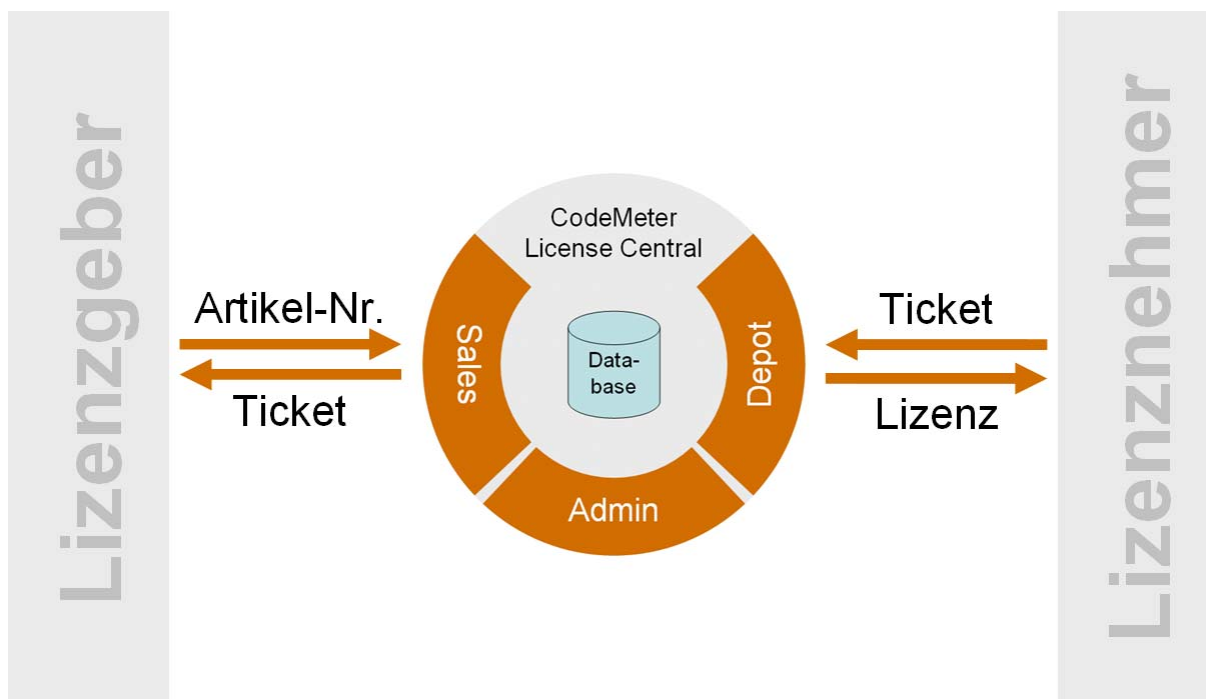 Lizenzgeber
Artikel-Nr.
Ticket
CodeMeter
License Central
Sales
Data-
base
Depot
Admin
Ticket
Lizenz
Lizenznehmer